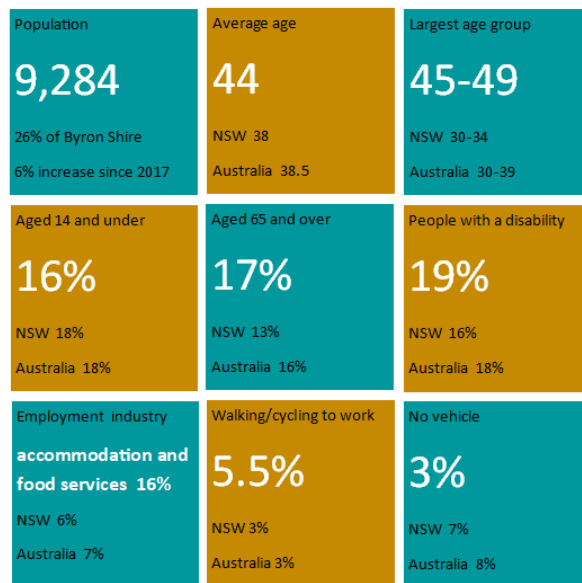 Population
9,284
26% of Byron Shire
6% increase since 2017
Average age
44
NSW 38
Australia 38.5
Largest age group
45-49
NSW 30-34
Australia 30-39
Aged 14 and under
16%
NSW 18%
Australia 18%
Aged 65 and over
17%
NSW 13%
Australia 16%
People with a disability
19%
NSW 16%
Australia 18%
Employment industry
accommodation and
food services 16%
NSW 6%
Australia 7%
Walking/cycling to work
5.5%
NSW 3%
Australia 3%
No vehicle
3%
NSW 7%
Australia 8%